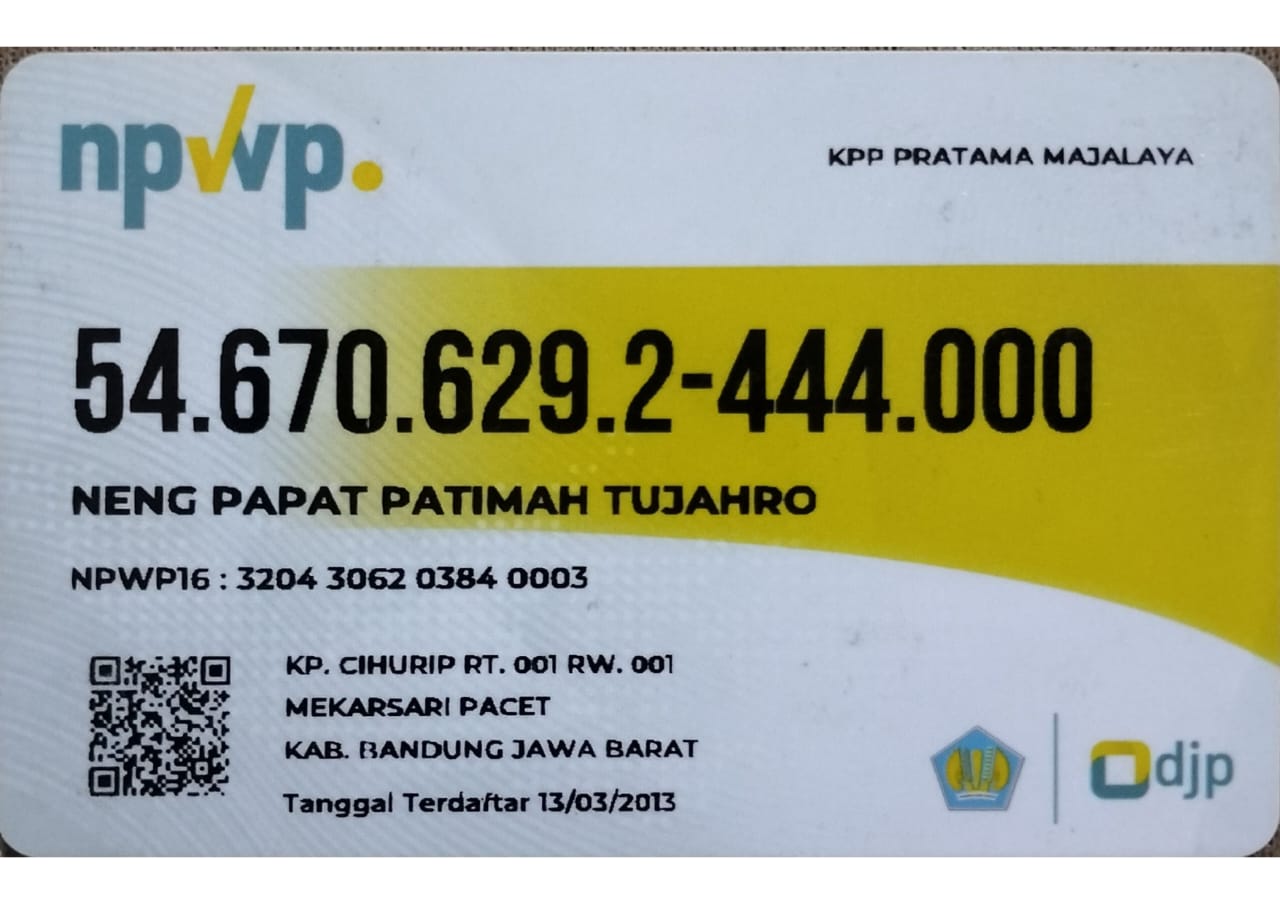 npwp.
KPP PRATAMA MAJALAYA
54.670.629.2-444.000
NENG PAPAT PATIMAH TUJAHRO
NPWP16 : 3204 3062 0384 0003
KP. CIHURIP RT. 001 RW. 001
MEKARSARI PACET
KAB. BANDUNG JAWA BARAT
Tanggal Terdaftar 13/03/2013
djp